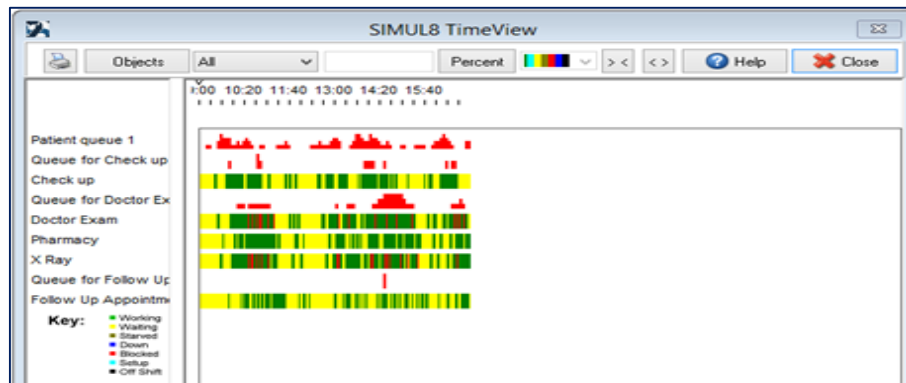 SIMUL8 TimeView
Objects All Percent > < < > Help Close
:00 10:20 11:40 13:00 14:20 15:40
Patient queue 1
Queue for Check up
Check up
Queue for Doctor Ex
Doctor Exam
Pharmacy
X Ray
Queue for Follow Up
Follow Up Appointm
Key: Working
Waiting
Starved
Down
Blocked
Setup
Off Shift